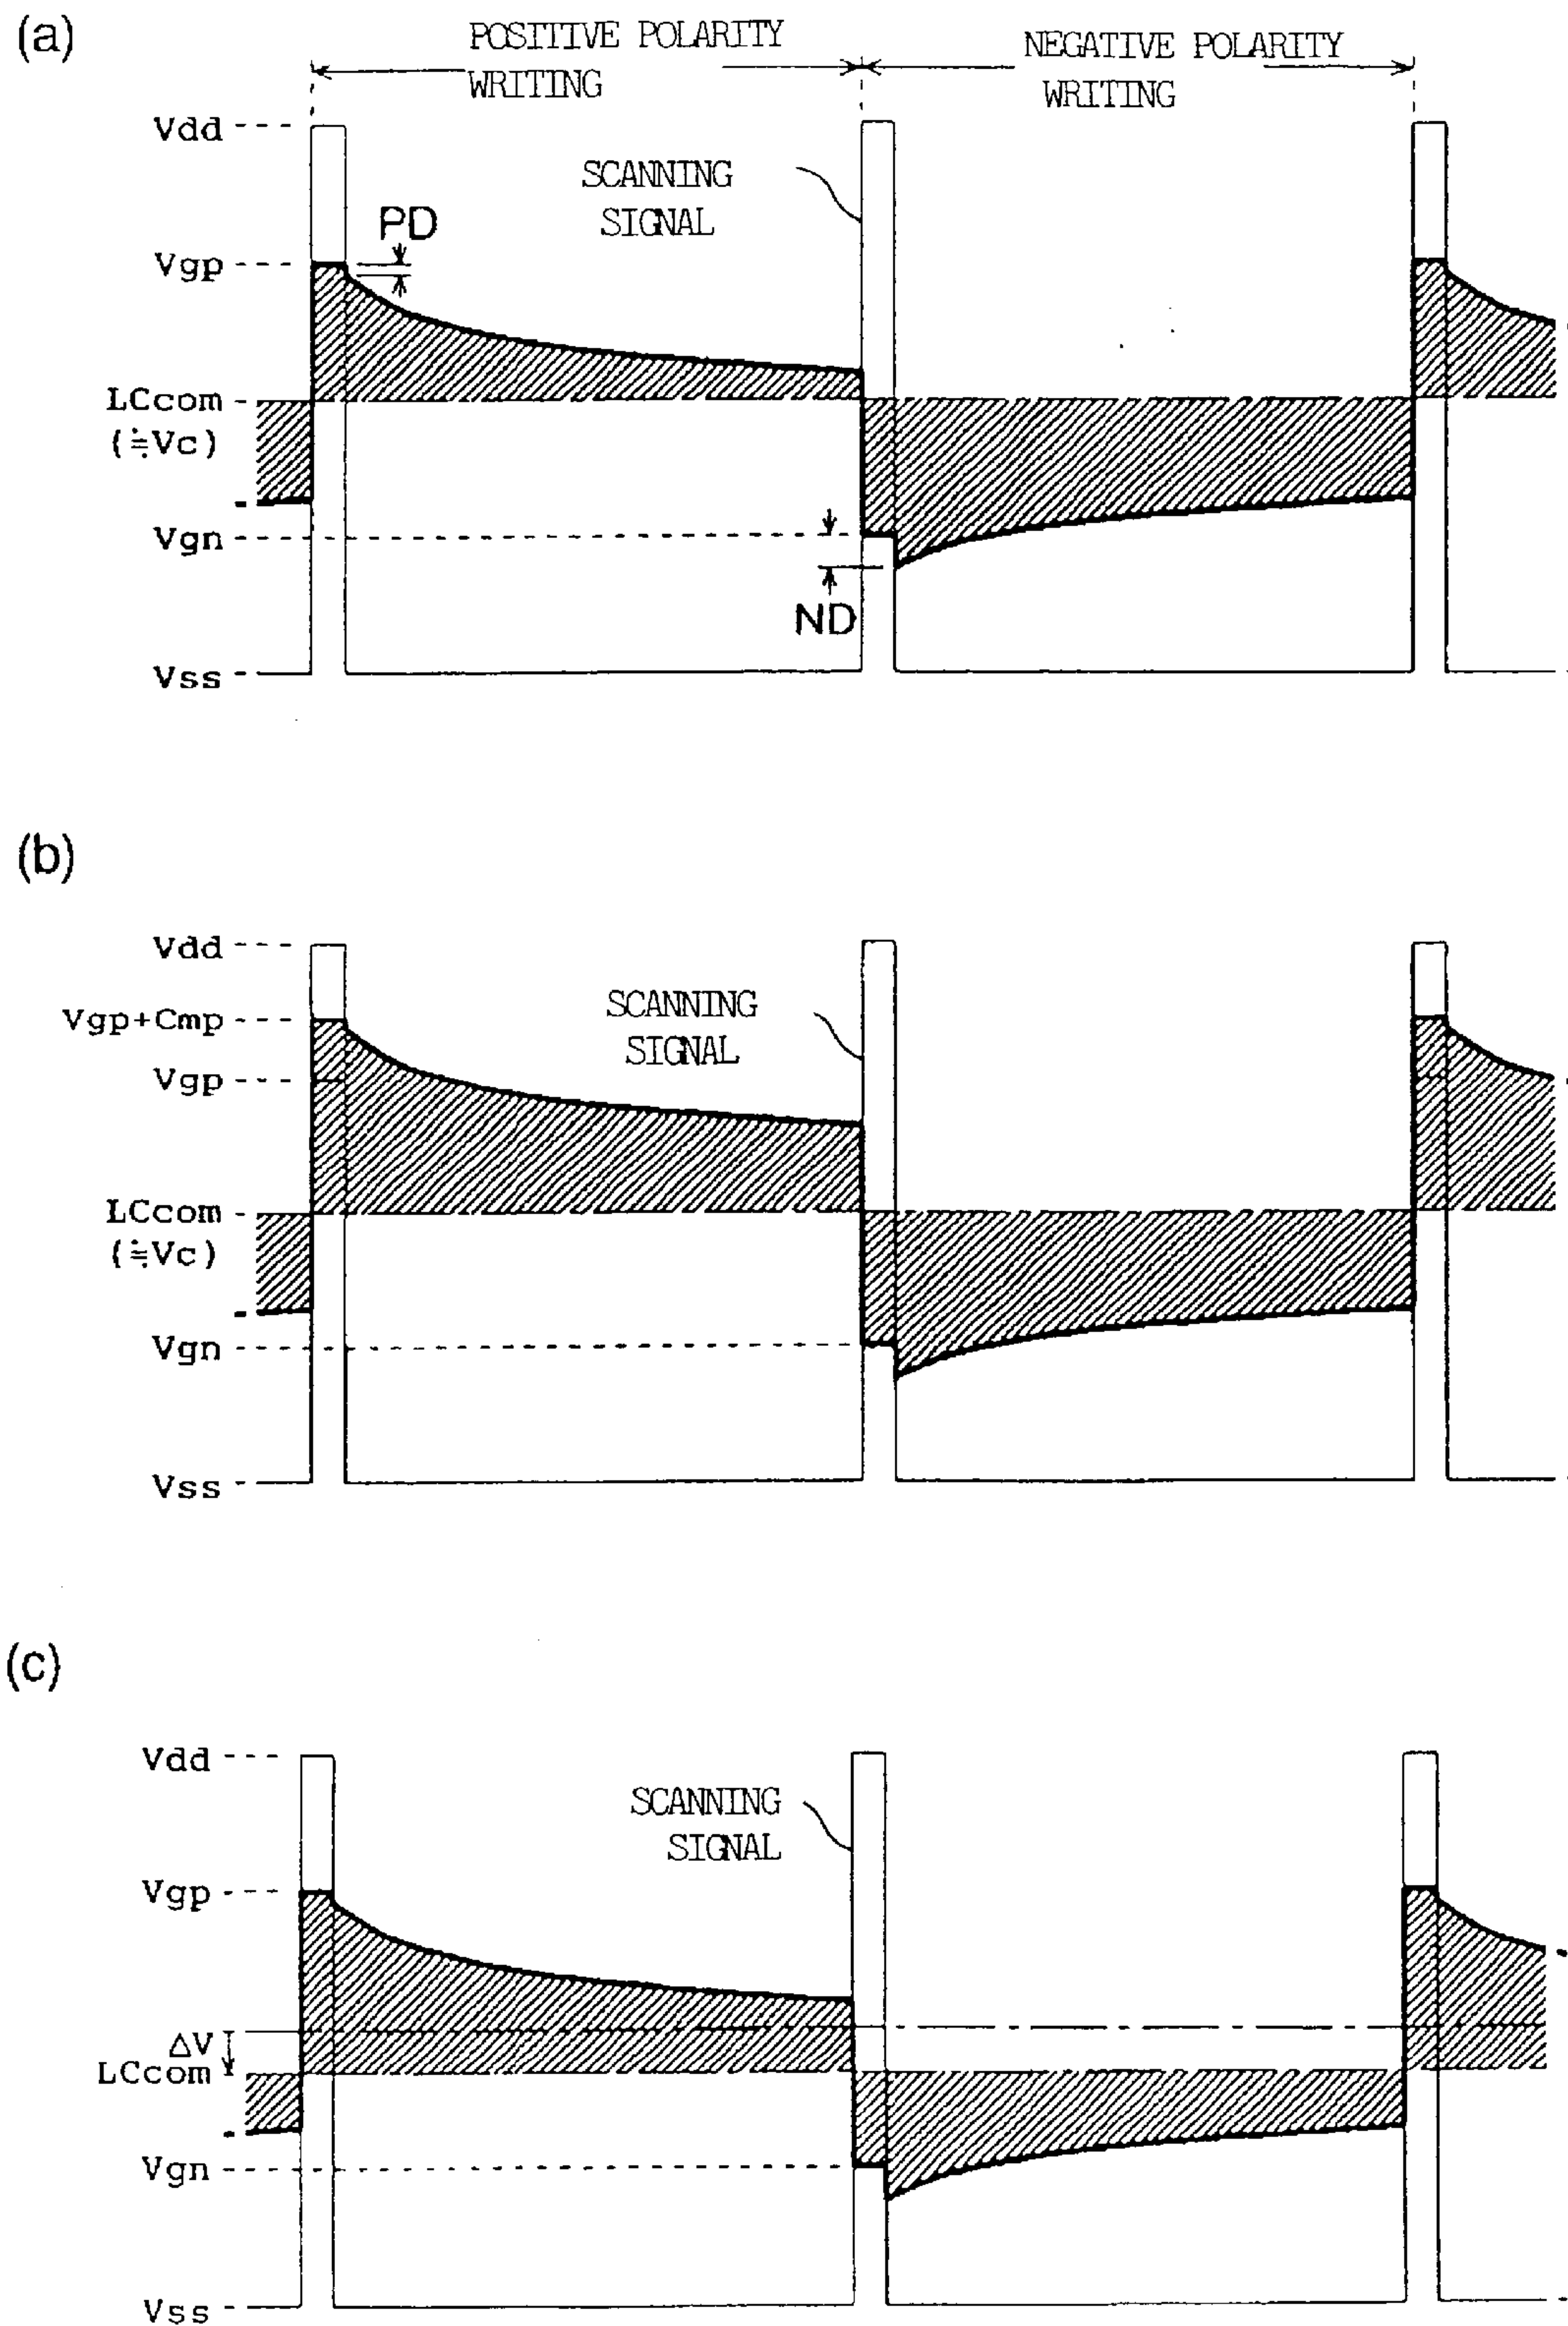 (a)
POSITIVE POLARITY
WRITING
NEGATIVE POLARITY
WRITING
Vdd
SCANNING
SIGNAL
PD
Vgp
LCcom
(≒Vc)
Vgn
ND
Vss
(b)
Vdd
SCANNING
SIGNAL
Vgp+Cmp
Vgp
LCcom
(≒Vc)
Vgn
Vss
(c)
Vdd
SCANNING
SIGNAL
Vgp
ΔV
LCcom
Vgn
Vss